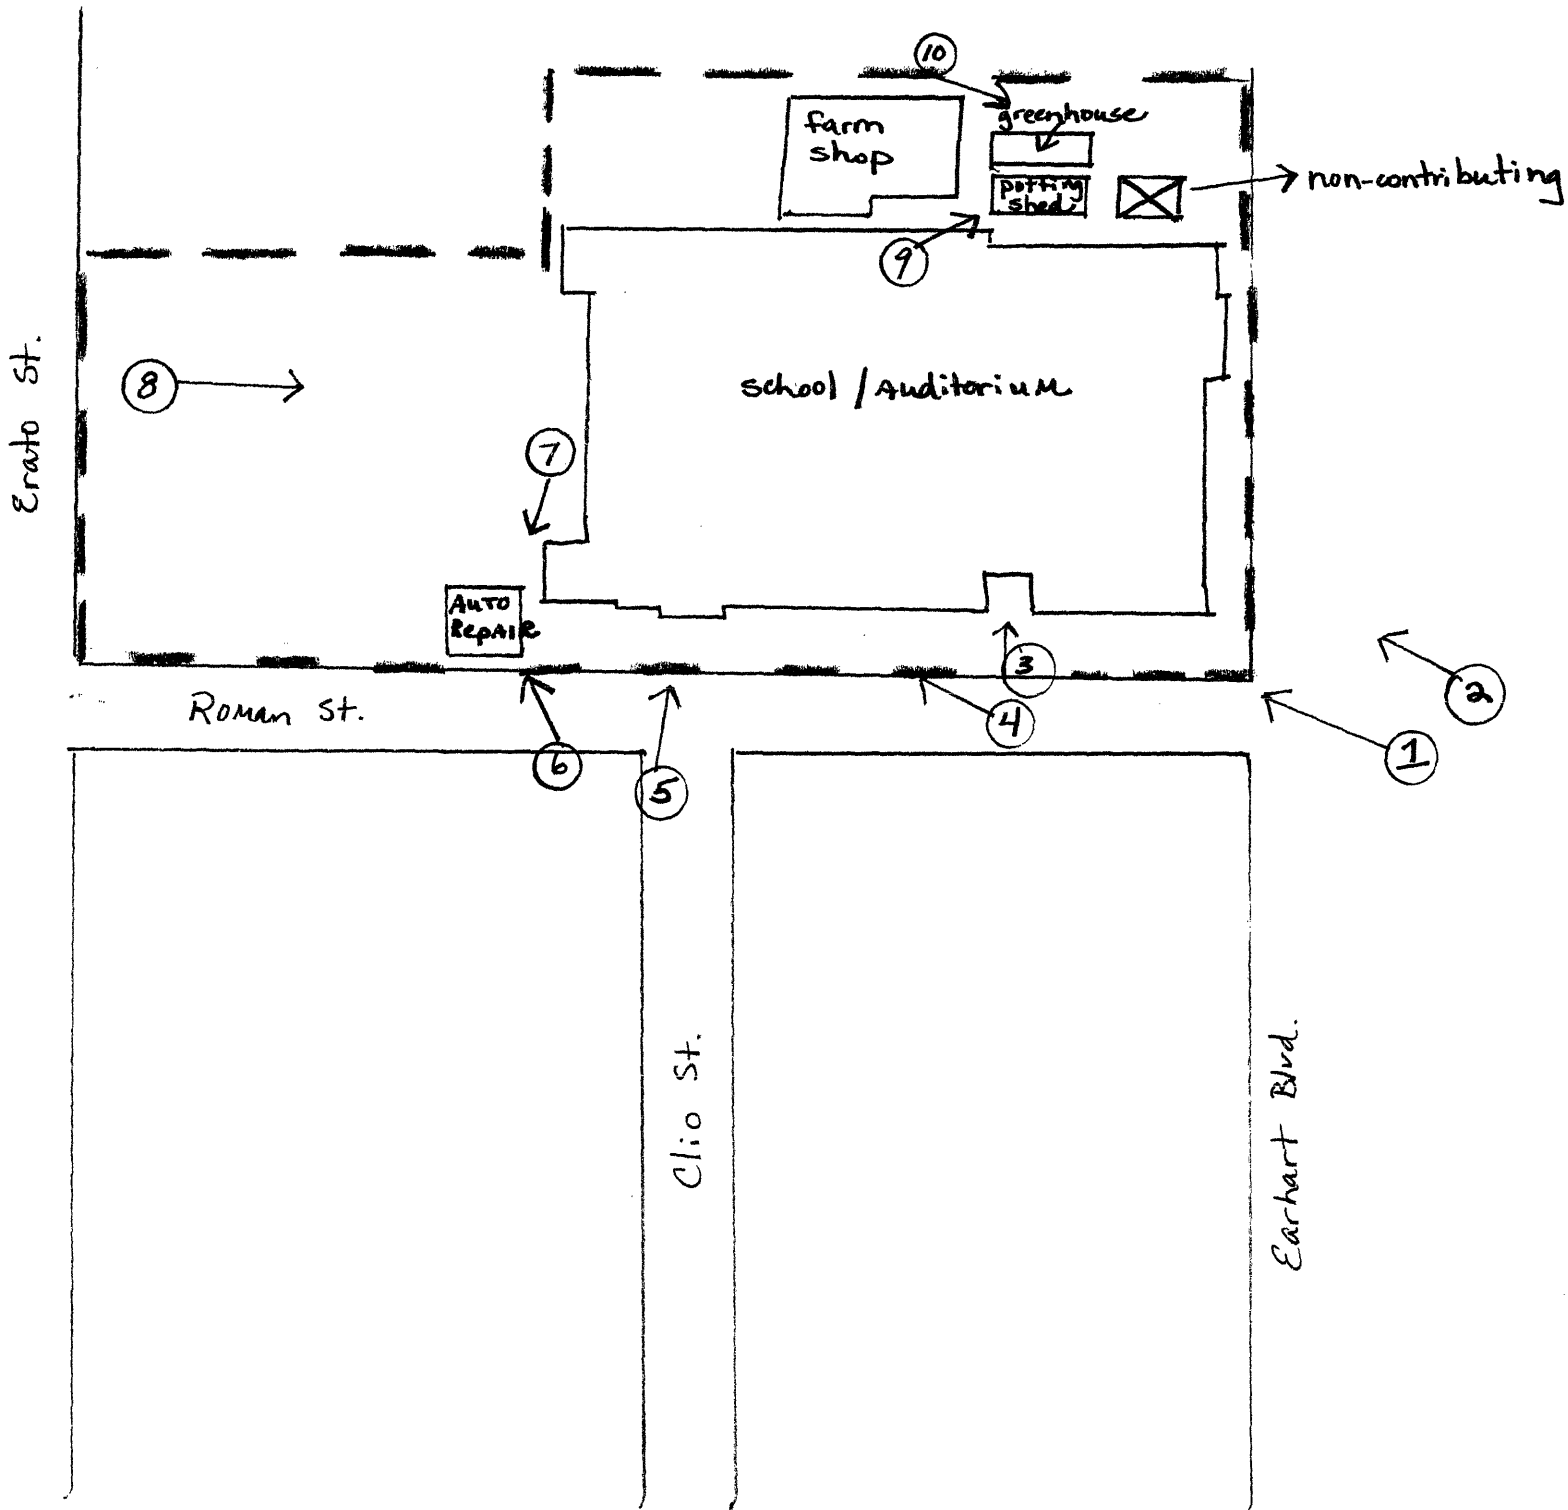 10
greenhouse
farm
shop
potting
shed
non-contributing
9
Erato St.
8
School / Auditorium
7
Auto
Repair
3
2
Roman St.
4
1
6
5
Clio St.
Earhart Blvd.